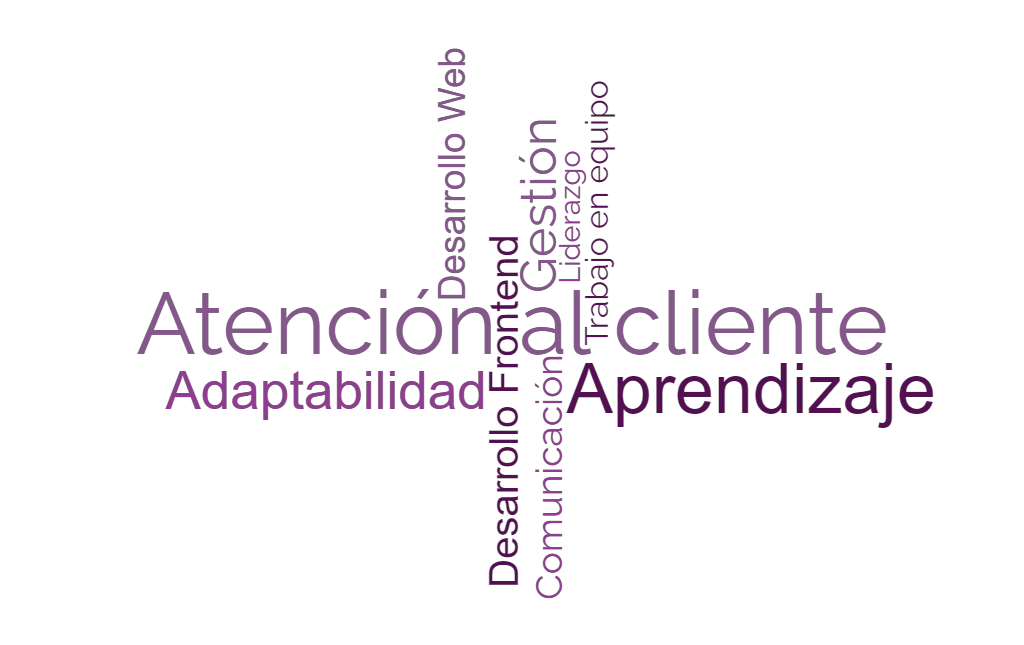 Desarrollo Web
Gestión
Liderazgo
Trabajo en equipo
Desarrollo Frontend
Atención al cliente
Adaptabilidad
Aprendizaje
Comunicación